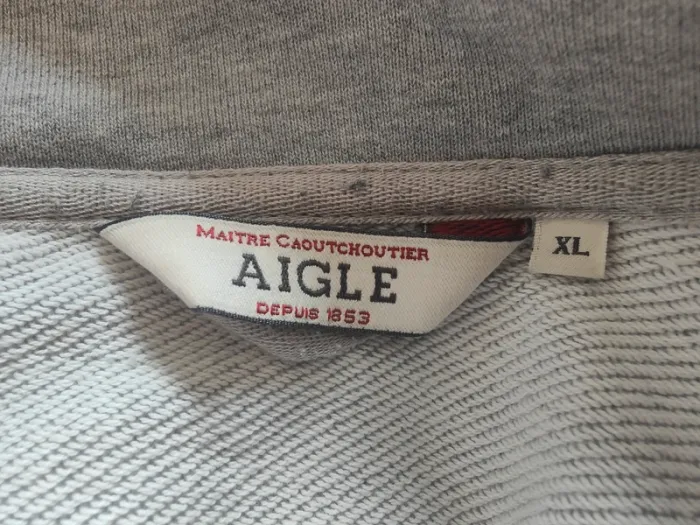 MAITRE CAOUTCHOUTIER
AIGLE
DEPUIS 1853
XL